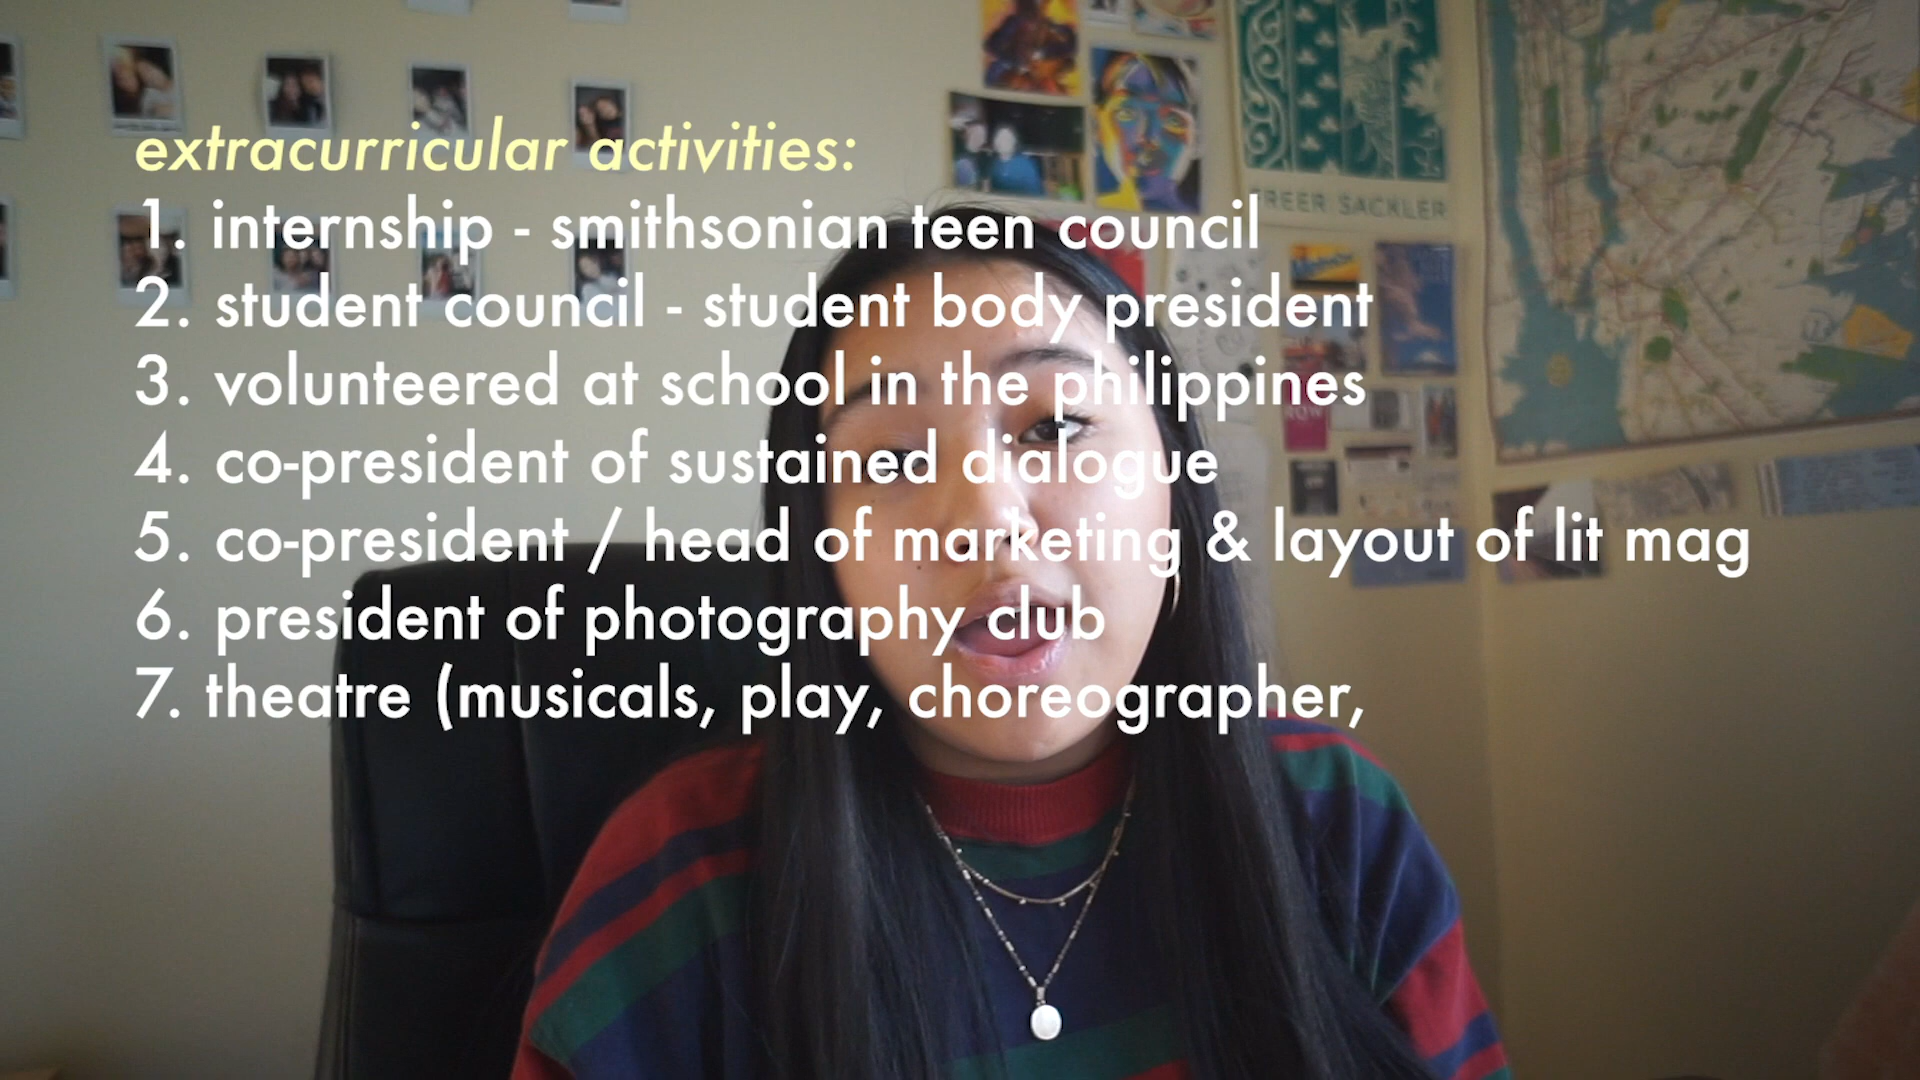 extracurricular activities:
1. internship - smithsonian teen council
2. student council - student body president
3. volunteered at school in the philippines
4. co-president of sustained dialogue
5. co-president / head of marketing & layout of lit mag
6. president of photography club
7. theatre (musicals, play, choreographer,
FREER SACKLER